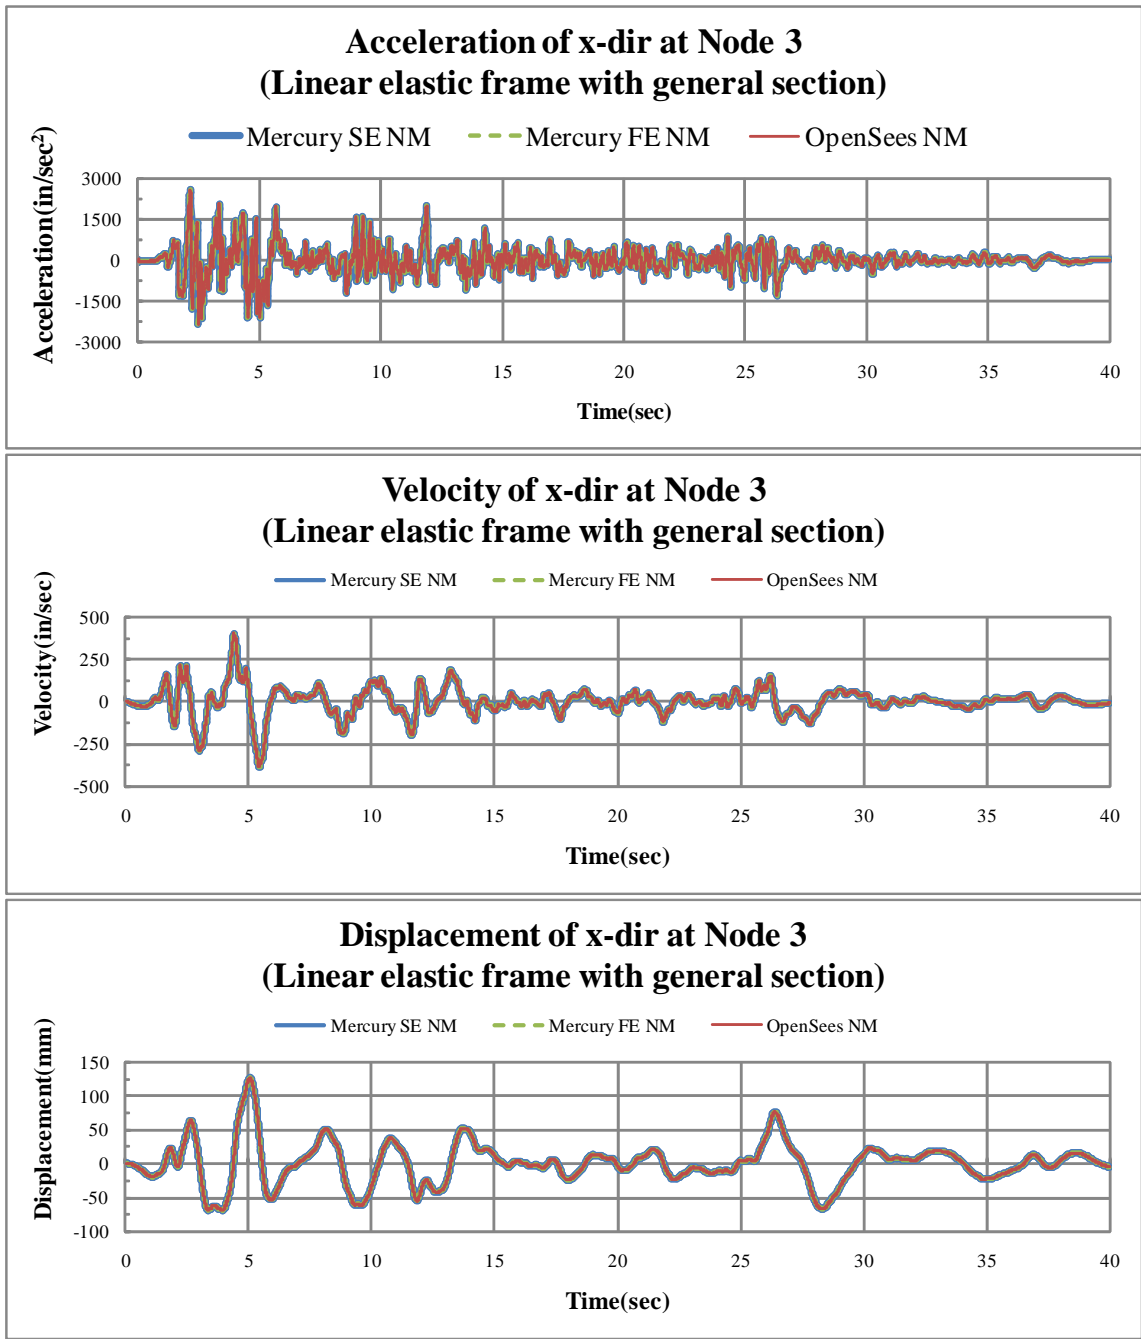 Acceleration of x-dir at Node 3
(Linear elastic frame with general section)
Mercury SE NM Mercury FE NM OpenSees NM
Acceleration(in/sec²)
3000
1500
0
-1500
-3000
0 5 10 15 20 25 30 35 40
Time(sec)
Velocity of x-dir at Node 3
(Linear elastic frame with general section)
Mercury SE NM Mercury FE NM OpenSees NM
Velocity(in/sec)
500
250
0
-250
-500
0 5 10 15 20 25 30 35 40
Time(sec)
Displacement of x-dir at Node 3
(Linear elastic frame with general section)
Mercury SE NM Mercury FE NM OpenSees NM
Displacement(mm)
150
100
50
0
-50
-100
0 5 10 15 20 25 30 35 40
Time(sec)